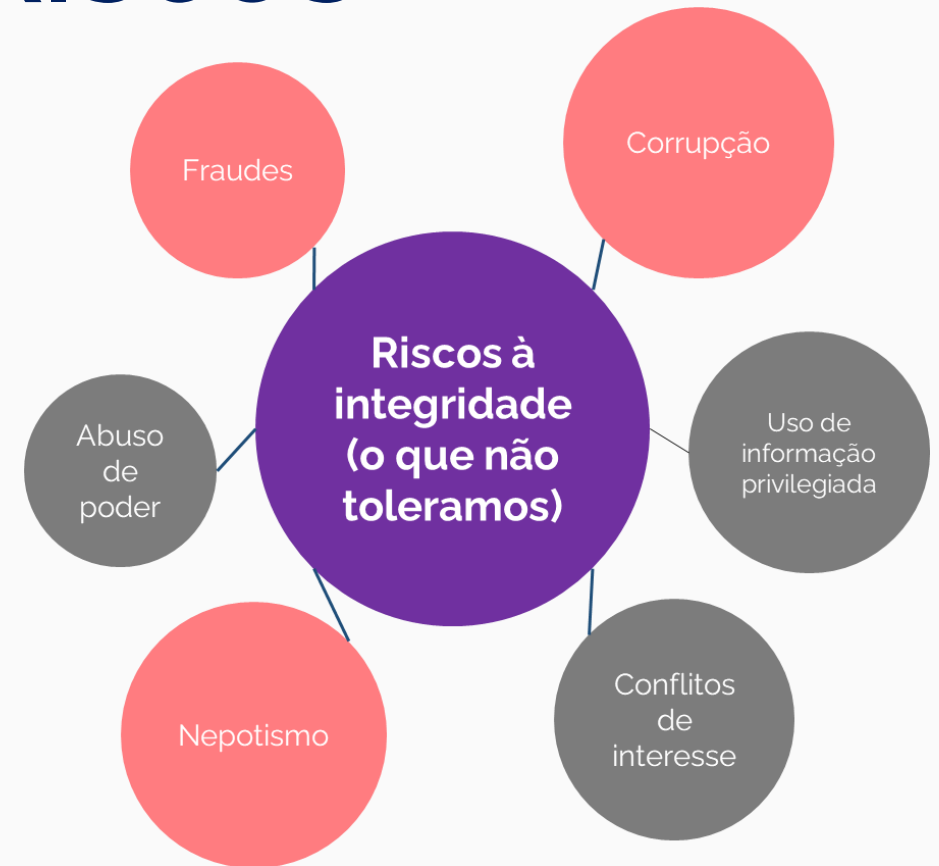 Fraudes
Corrupção
Riscos à
integridade
(o que não
toleramos)
Abuso
de
poder
Uso de
informação
privilegiada
Nepotismo
Conflitos
de
interesse